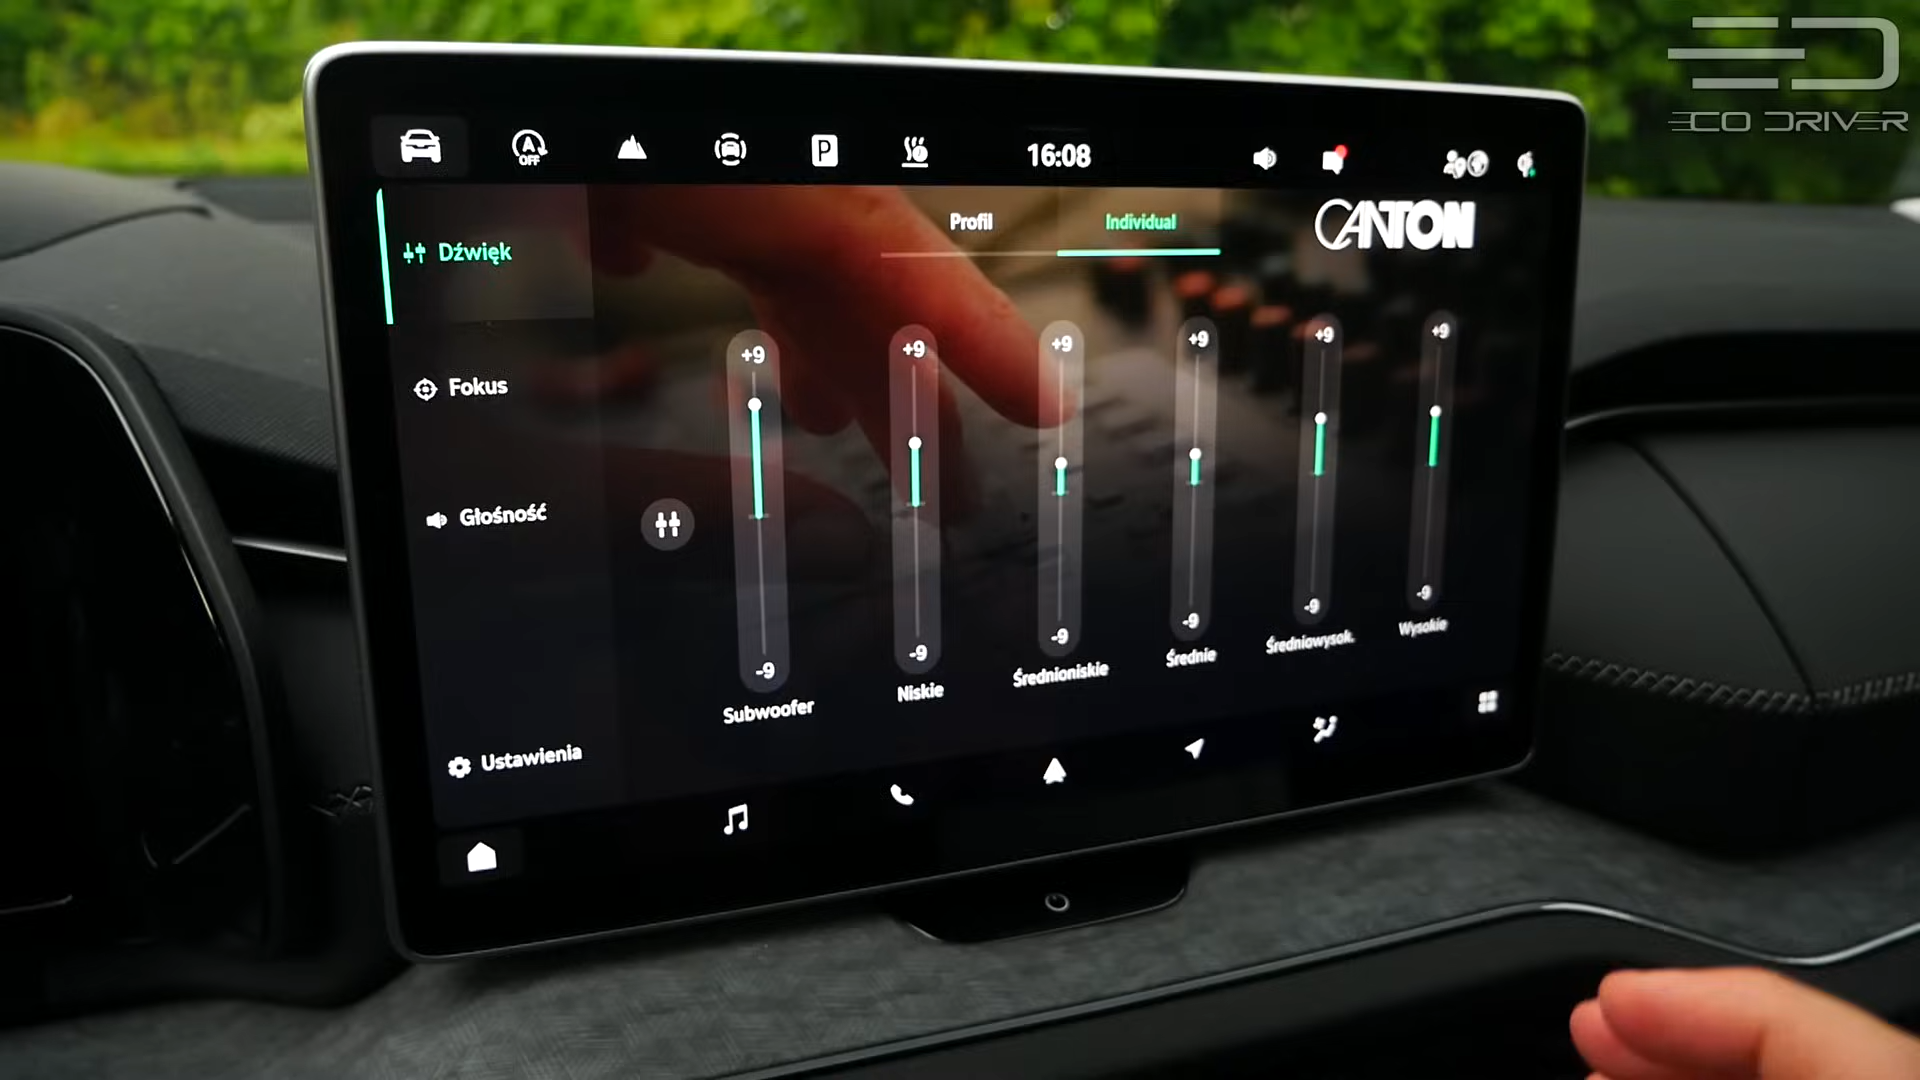 ECO DRIVER
A
OFF
P
16:08
Profil
Individual
CANTON
Dźwięk
Fokus
Głośność
Ustawienia
+9
+9
+9
+9
+9
+9
-9
-9
-9
-9
-9
-9
Subwoofer
Niskie
Średnioniskie
Średnie
Średniowysok.
Wysokie